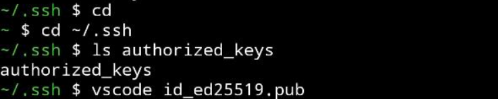 ~/.ssh $ cd
~ $ cd ~/.ssh
~/.ssh $ ls authorized_keys
authorized_keys
~/.ssh $ vscode id_ed25519.pub